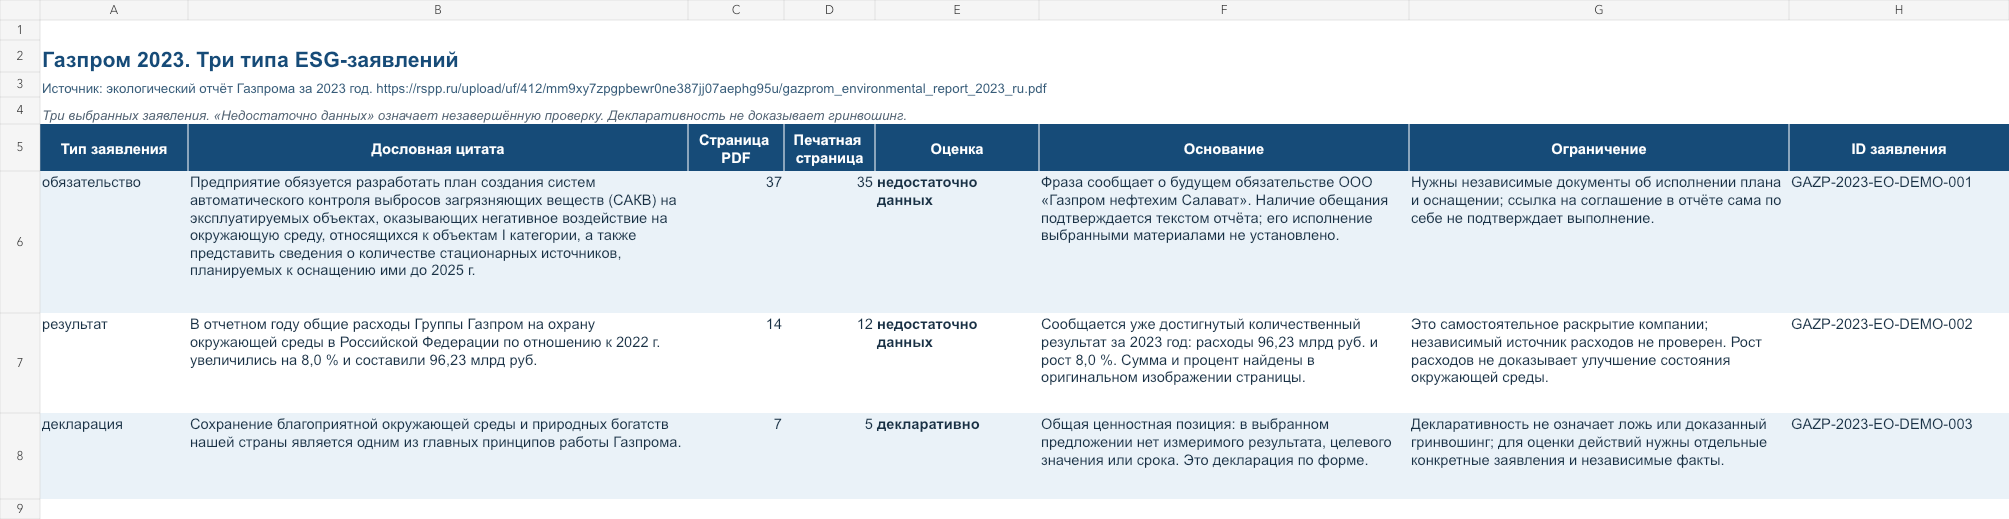 A B C D E F G H
1
2 Газпром 2023. Три типа ESG-заявлений
3 Источник: экологический отчёт Газпрома за 2023 год. https://rspp.ru/upload/uf/412/mm9xy7zpgpbewr0ne387jj07aephg95u/gazprom_environmental_report_2023_ru.pdf
4 Три выбранных заявления. «Недостаточно данных» означает незавершённую проверку. Декларативность не доказывает гринвошинг.
5
Тип заявления
Дословная цитата
Страница
PDF
Печатная
страница
Оценка
Основание
Ограничение
ID заявления
6
обязательство
Предприятие обязуется разработать план создания систем
автоматического контроля выбросов загрязняющих веществ (САКВ) на
эксплуатируемых объектах, оказывающих негативное воздействие на
окружающую среду, относящихся к объектам I категории, а также
представить сведения о количестве стационарных источников,
планируемых к оснащению ими до 2025 г.
37
35
недостаточно
данных
Фраза сообщает о будущем обязательстве ООО
«Газпром нефтехим Салават». Наличие обещания
подтверждается текстом отчёта; его исполнение
выбранными материалами не установлено.
Нужны независимые документы об исполнении плана
и оснащении; ссылка на соглашение в отчёте сама по
себе не подтверждает выполнение.
GAZP-2023-EO-DEMO-001
7
результат
В отчетном году общие расходы Группы Газпром на охрану
окружающей среды в Российской Федерации по отношению к 2022 г.
увеличились на 8,0 % и составили 96,23 млрд руб.
14
12
недостаточно
данных
Сообщается уже достигнутый количественный
результат за 2023 год: расходы 96,23 млрд руб. и
рост 8,0 %. Сумма и процент найдены в
оригинальном изображении страницы.
Это самостоятельное раскрытие компании;
независимый источник расходов не проверен. Рост
расходов не доказывает улучшение состояния
окружающей среды.
GAZP-2023-EO-DEMO-002
8
декларация
Сохранение благоприятной окружающей среды и природных богатств
нашей страны является одним из главных принципов работы Газпрома.
7
5
декларативно
Общая ценностная позиция: в выбранном
предложении нет измеримого результата, целевого
значения или срока. Это декларация по форме.
Декларативность не означает ложь или доказанный
гринвошинг; для оценки действий нужны отдельные
конкретные заявления и независимые факты.
GAZP-2023-EO-DEMO-003
9